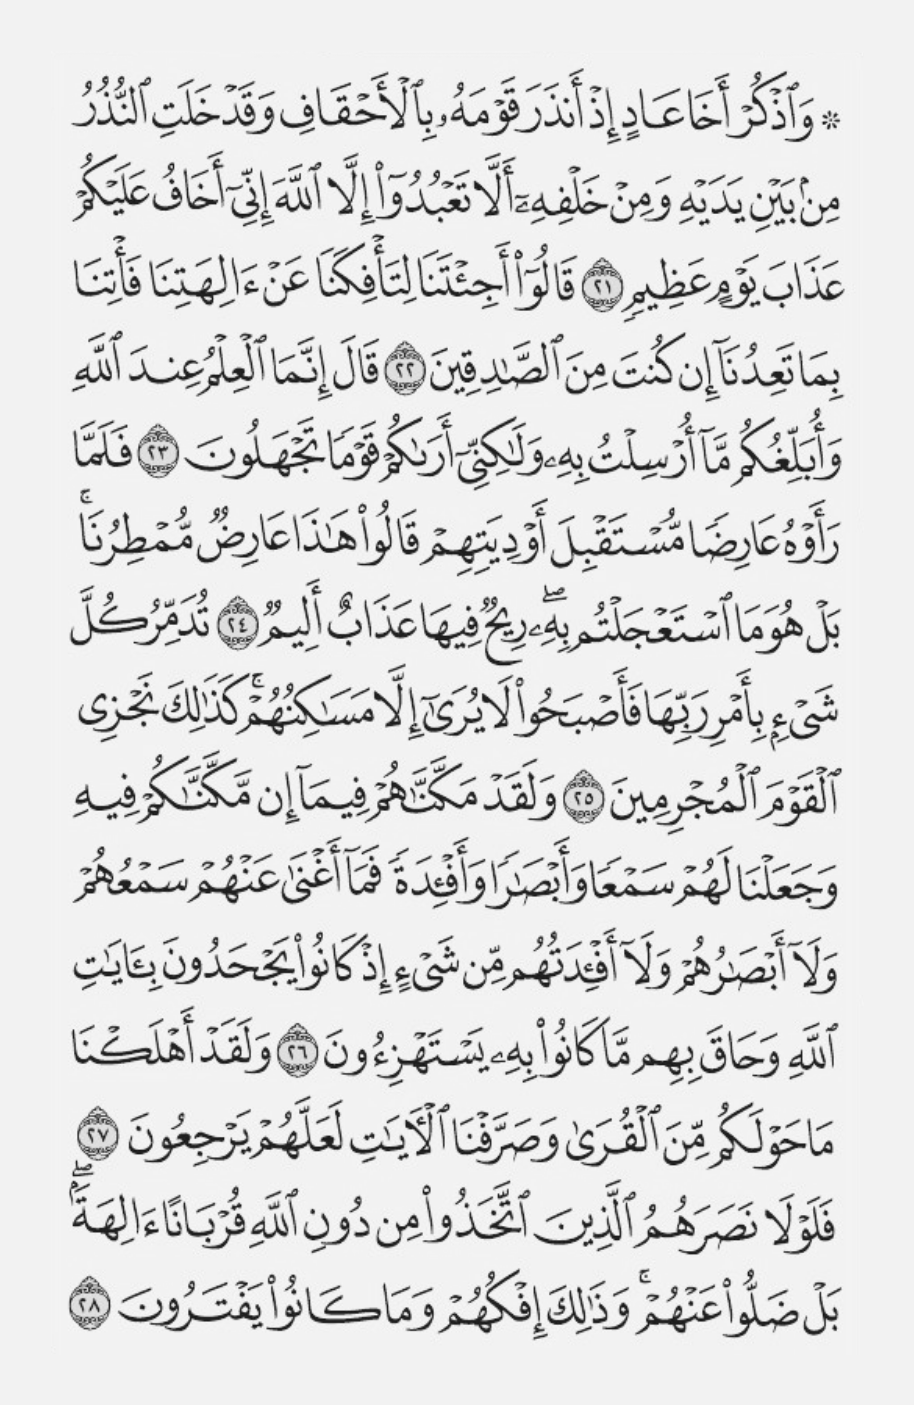 ۞ وَٱذْكُرْ أَخَا عَادٍ إِذْ أَنذَرَ قَوْمَهُۥ بِٱلْأَحْقَافِ وَقَدْ خَلَتِ ٱلنُّذُرُ
مِنۢ بَيْنِ يَدَيْهِ وَمِنْ خَلْفِهِۦٓ أَلَّا تَعْبُدُوٓا۟ إِلَّا ٱللَّهَ إِنِّىٓ أَخَافُ عَلَيْكُمْ
عَذَابَ يَوْمٍ عَظِيمٍ ٢١ قَالُوٓا۟ أَجِئْتَنَا لِتَأْفِكَنَا عَنْ ءَالِهَتِنَا فَأْتِنَا
بِمَا تَعِدُنَآ إِن كُنتَ مِنَ ٱلصَّـٰدِقِينَ ٢٢ قَالَ إِنَّمَا ٱلْعِلْمُ عِندَ ٱللَّهِ
وَأُبَلِّغُكُم مَّآ أُرْسِلْتُ بِهِۦ وَلَـٰكِنِّىٓ أَرَىٰكُمْ قَوْمًا تَجْهَلُونَ ٢٣ فَلَمَّا
رَأَوْهُ عَارِضًا مُّسْتَقْبِلَ أَوْدِيَتِهِمْ قَالُوا۟ هَـٰذَا عَارِضٌ مُّمْطِرُنَا ۚ
بَلْ هُوَ مَا ٱسْتَعْجَلْتُم بِهِۦ ۖ رِيحٌ فِيهَا عَذَابٌ أَلِيمٌ ٢٤ تُدَمِّرُ كُلَّ
شَىْءٍۭ بِأَمْرِ رَبِّهَا فَأَصْبَحُوا۟ لَا يُرَىٰٓ إِلَّا مَسَـٰكِنُهُمْ ۚ كَذَٰلِكَ نَجْزِى
ٱلْقَوْمَ ٱلْمُجْرِمِينَ ٢٥ وَلَقَدْ مَكَّنَّـٰهُمْ فِيمَآ إِن مَّكَّنَّـٰكُمْ فِيهِ
وَجَعَلْنَا لَهُمْ سَمْعًا وَأَبْصَـٰرًا وَأَفْـِٔدَةً فَمَآ أَغْنَىٰ عَنْهُمْ سَمْعُهُمْ
وَلَآ أَبْصَـٰرُهُمْ وَلَآ أَفْـِٔدَتُهُم مِّن شَىْءٍ إِذْ كَانُوا۟ يَجْحَدُونَ بِـَٔايَـٰتِ
ٱللَّهِ وَحَاقَ بِهِم مَّا كَانُوا۟ بِهِۦ يَسْتَهْزِءُونَ ٢٦ وَلَقَدْ أَهْلَكْنَا
مَا حَوْلَكُم مِّنَ ٱلْقُرَىٰ وَصَرَّفْنَا ٱلْـَٔايَـٰتِ لَعَلَّهُمْ يَرْجِعُونَ ٢٧
فَلَوْلَا نَصَرَهُمُ ٱلَّذِينَ ٱتَّخَذُوا۟ مِن دُونِ ٱللَّهِ قُرْبَانًا ءَالِهَةًۢ ۖ
بَلْ ضَلُّوا۟ عَنْهُمْ ۚ وَذَٰلِكَ إِفْكُهُمْ وَمَا كَانُوا۟ يَفْتَرُونَ ٢٨